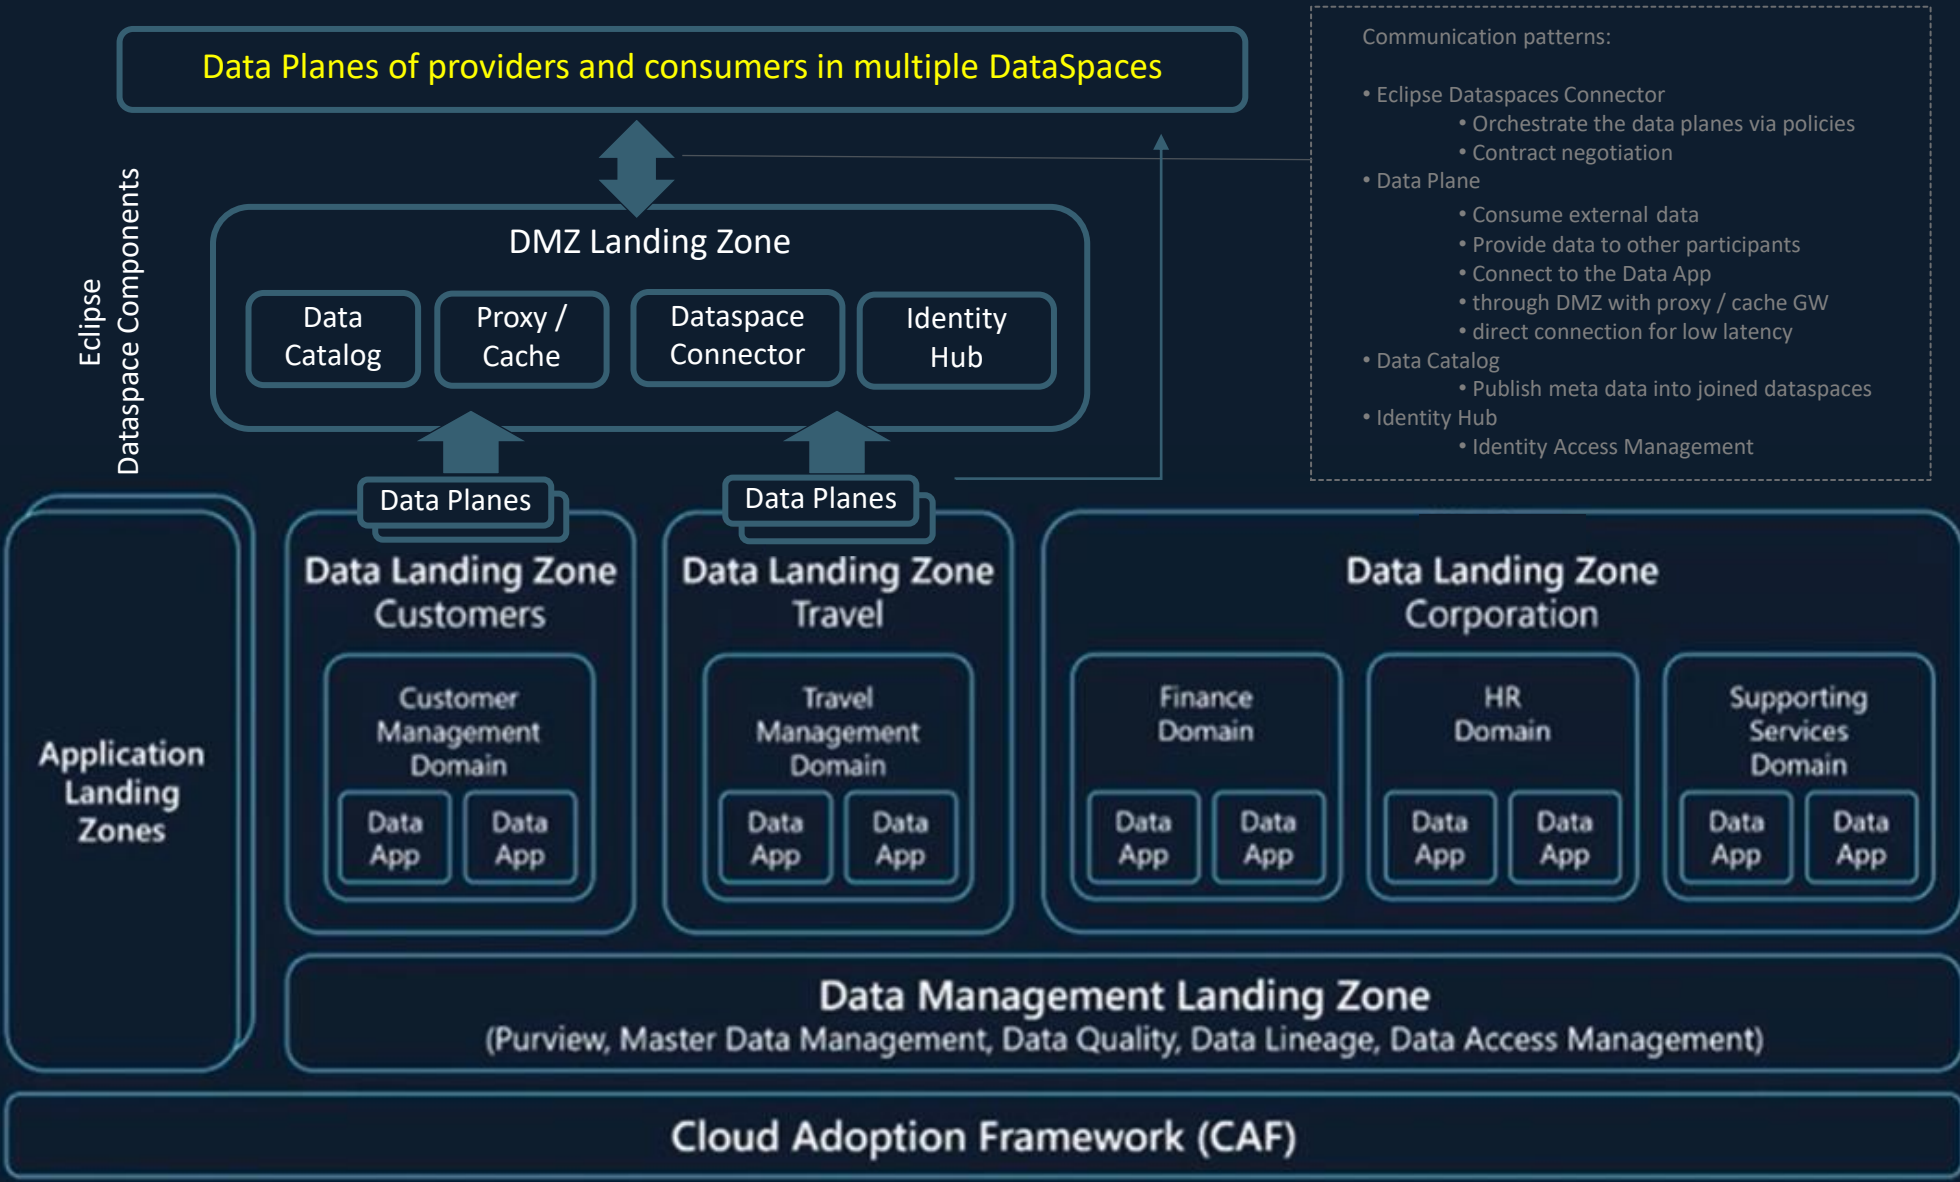 Data Planes of providers and consumers in multiple DataSpaces
Communication patterns:
• Eclipse Dataspaces Connector
• Orchestrate the data planes via policies
• Contract negotiation
• Data Plane
• Consume external data
• Provide data to other participants
• Connect to the Data App
• through DMZ with proxy / cache GW
• direct connection for low latency
• Data Catalog
• Publish meta data into joined dataspaces
• Identity Hub
• Identity Access Management
Eclipse
Dataspace Components
DMZ Landing Zone
Data
Catalog
Proxy /
Cache
Dataspace
Connector
Identity
Hub
Data Planes
Data Planes
Application
Landing
Zones
Data Landing Zone
Customers
Customer
Management
Domain
Data
App
Data
App
Data Landing Zone
Travel
Travel
Management
Domain
Data
App
Data
App
Data Landing Zone
Corporation
Finance
Domain
Data
App
Data
App
HR
Domain
Data
App
Data
App
Supporting
Services
Domain
Data
App
Data
App
Data Management Landing Zone
(Purview, Master Data Management, Data Quality, Data Lineage, Data Access Management)
Cloud Adoption Framework (CAF)